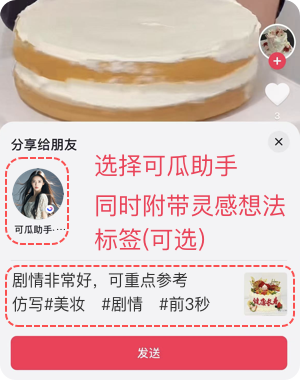 3
分享给朋友
可瓜助手·...
选择可瓜助手
同时附带灵感想法
标签(可选)
剧情非常好，可重点参考
仿写#美妆 #剧情 #前3秒
发送